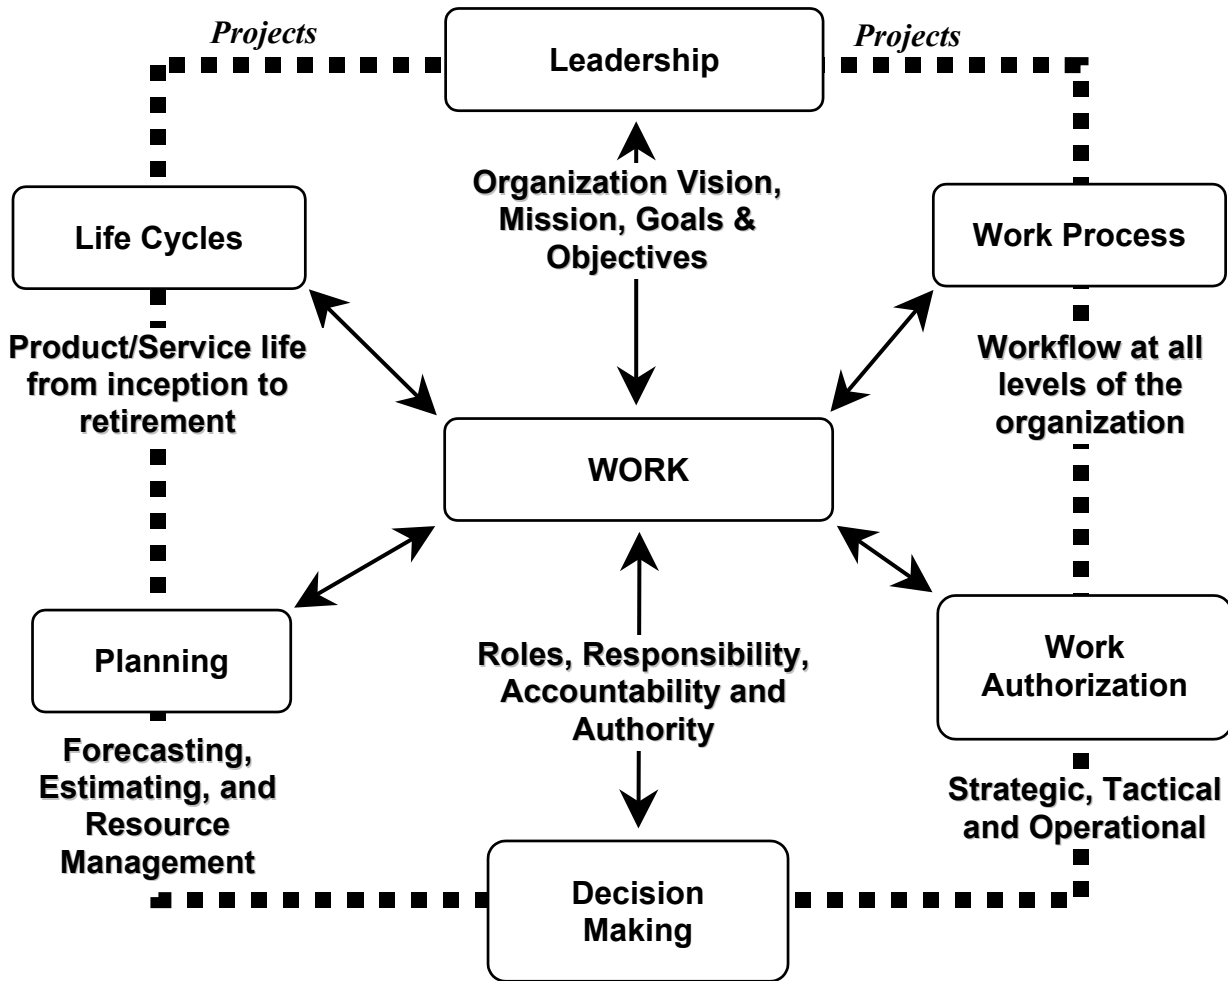 Projects
Leadership
Projects
Organization Vision,
Mission, Goals &
Objectives
Life Cycles
Work Process
Product/Service life
from inception to
retirement
Workflow at all
levels of the
organization
WORK
Planning
Roles, Responsibility,
Accountability and
Authority
Work
Authorization
Forecasting,
Estimating, and
Resource
Management
Strategic, Tactical
and Operational
Decision
Making